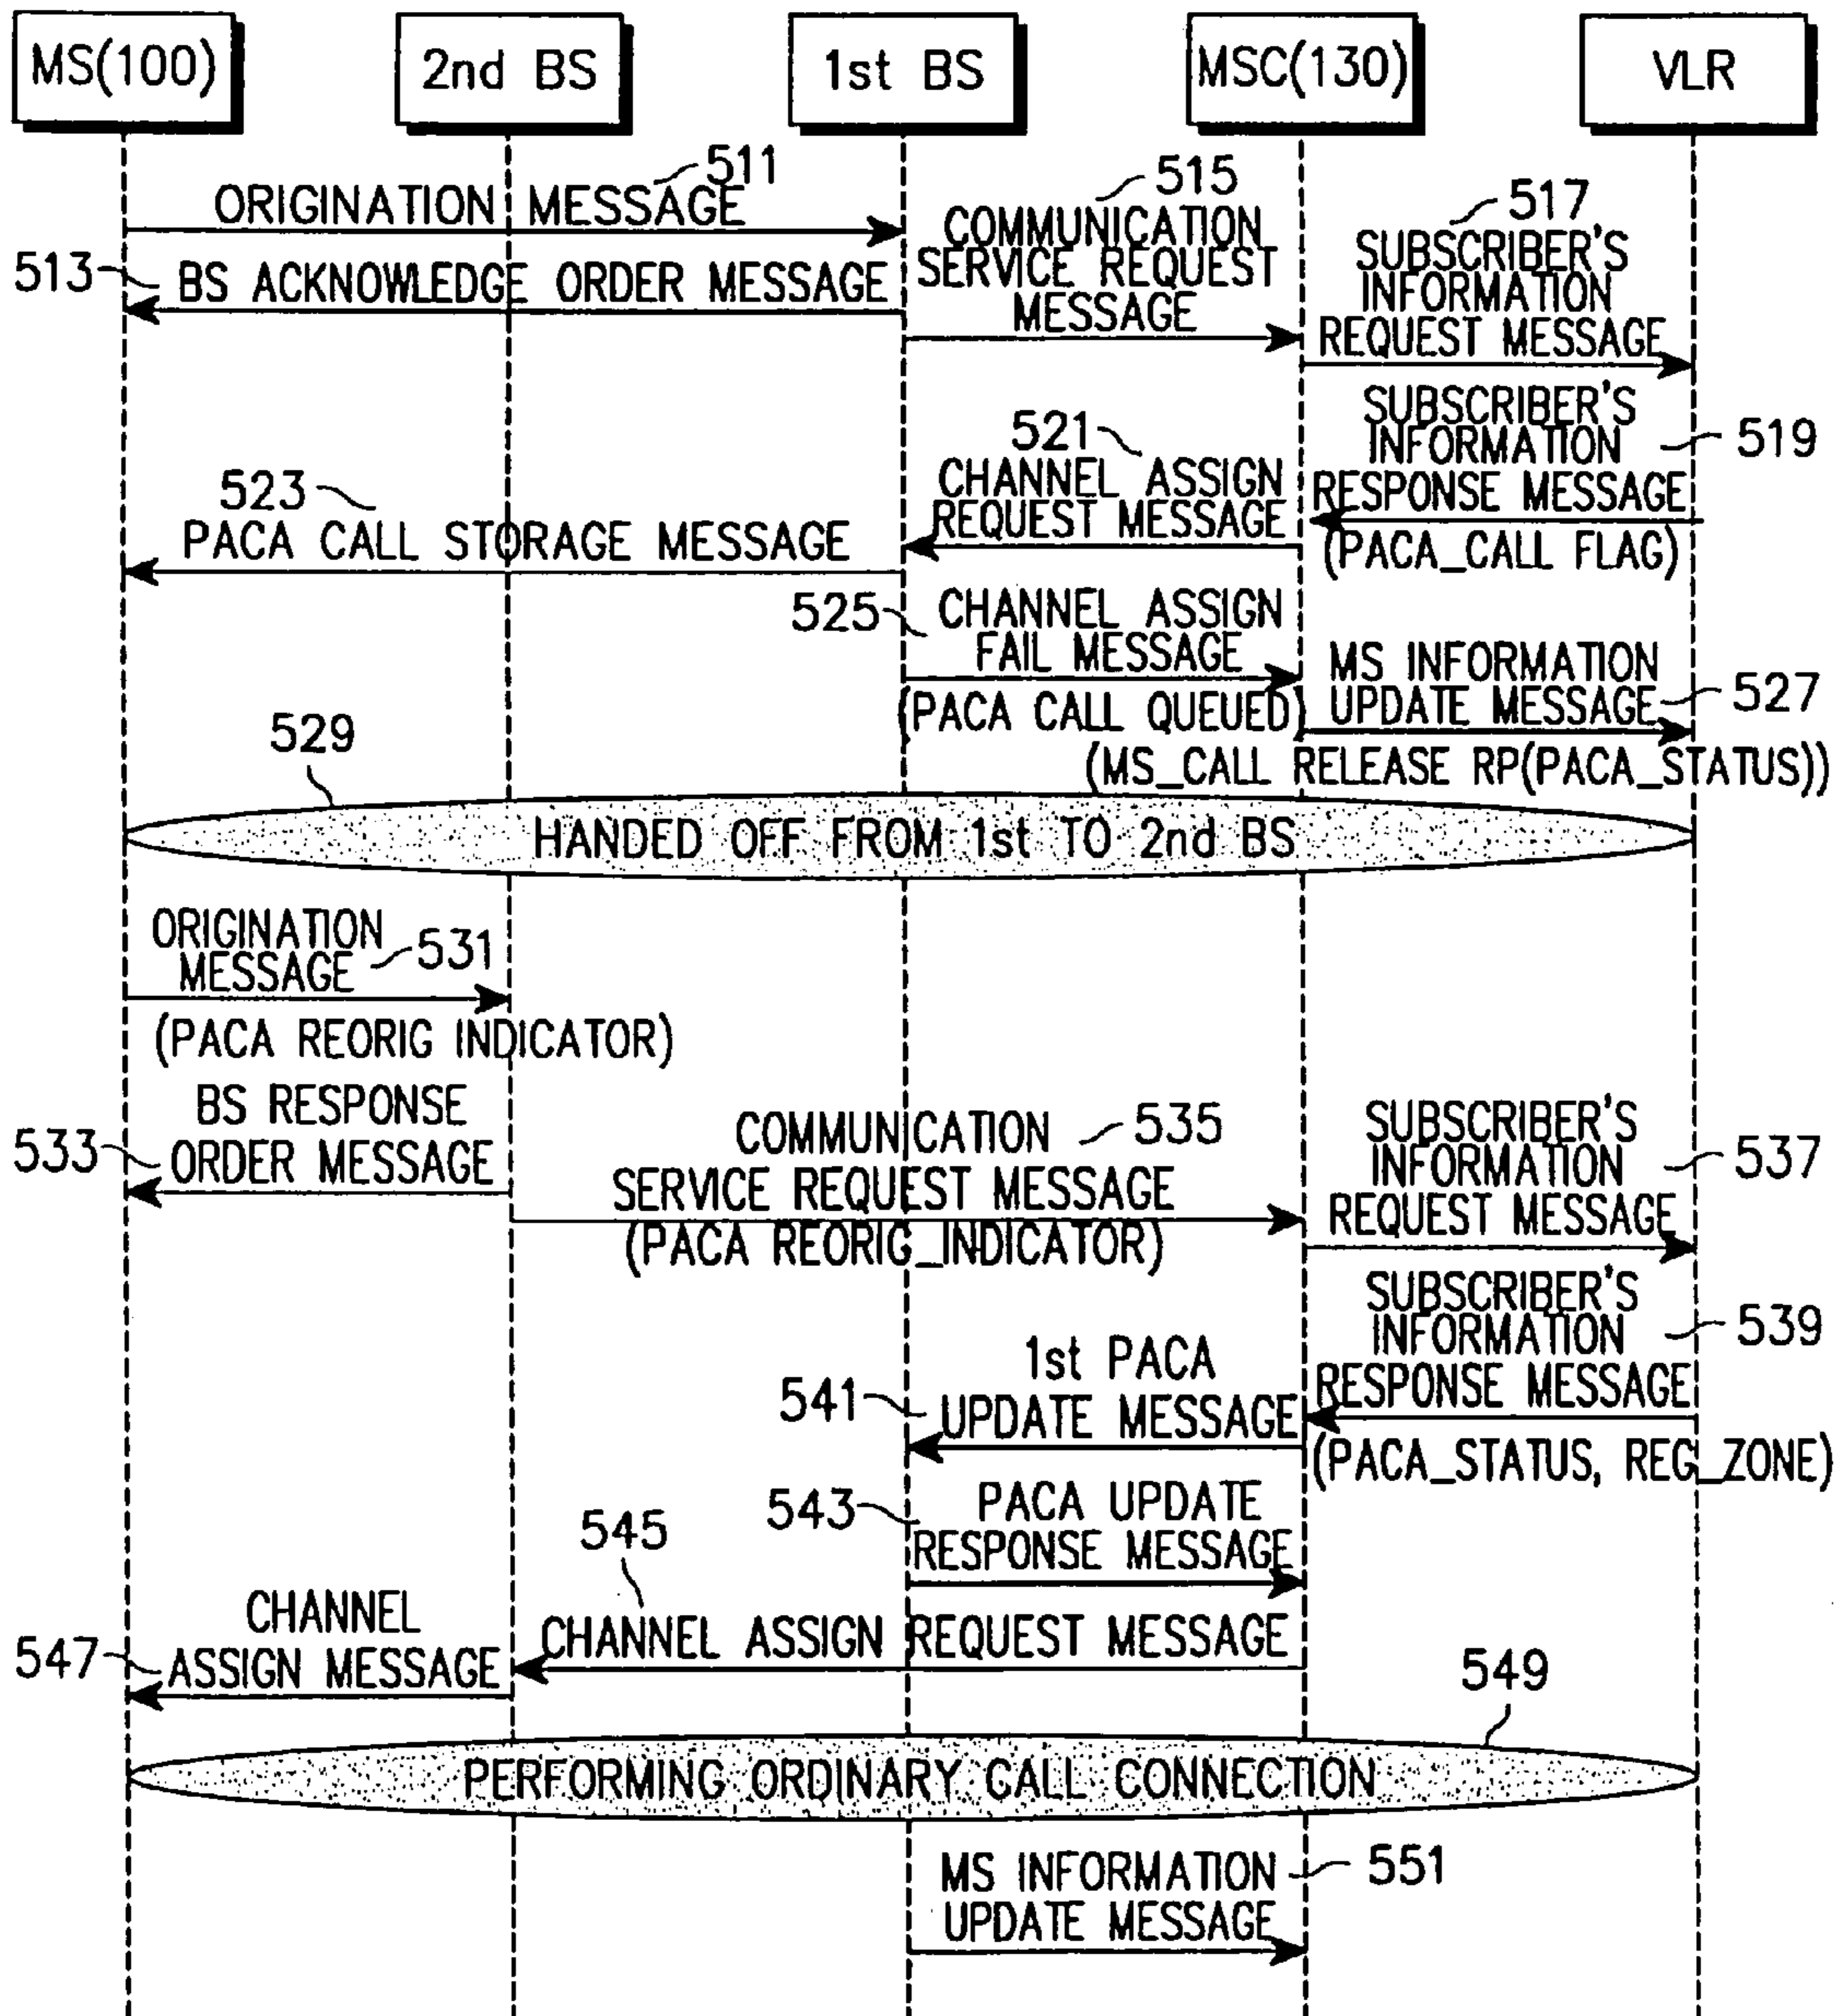 MS(100)
2nd BS
1st BS
MSC(130)
VLR
511
ORIGINATION MESSAGE
515
COMMUNICATION
SERVICE REQUEST
MESSAGE
517
SUBSCRIBER'S
INFORMATION
REQUEST MESSAGE
513
BS ACKNOWLEDGE ORDER MESSAGE
SUBSCRIBER'S
INFORMATION
RESPONSE MESSAGE
519
(PACA_CALL FLAG)
521
CHANNEL ASSIGN
REQUEST MESSAGE
523
PACA CALL STORAGE MESSAGE
525
CHANNEL ASSIGN
FAIL MESSAGE
(PACA CALL QUEUED)
MS INFORMATION
UPDATE MESSAGE
527
(MS_CALL RELEASE RP(PACA_STATUS))
529
HANDED OFF FROM 1st TO 2nd BS
ORIGINATION
MESSAGE
531
(PACA REORIG INDICATOR)
BS RESPONSE
ORDER MESSAGE
533
COMMUNICATION
SERVICE REQUEST MESSAGE
535
(PACA REORIG_INDICATOR)
SUBSCRIBER'S
INFORMATION
REQUEST MESSAGE
537
SUBSCRIBER'S
INFORMATION
RESPONSE MESSAGE
539
(PACA_STATUS, REG_ZONE)
1st PACA
UPDATE MESSAGE
541
543
PACA UPDATE
RESPONSE MESSAGE
545
CHANNEL ASSIGN REQUEST MESSAGE
CHANNEL
ASSIGN MESSAGE
547
549
PERFORMING ORDINARY CALL CONNECTION
MS INFORMATION
UPDATE MESSAGE
551